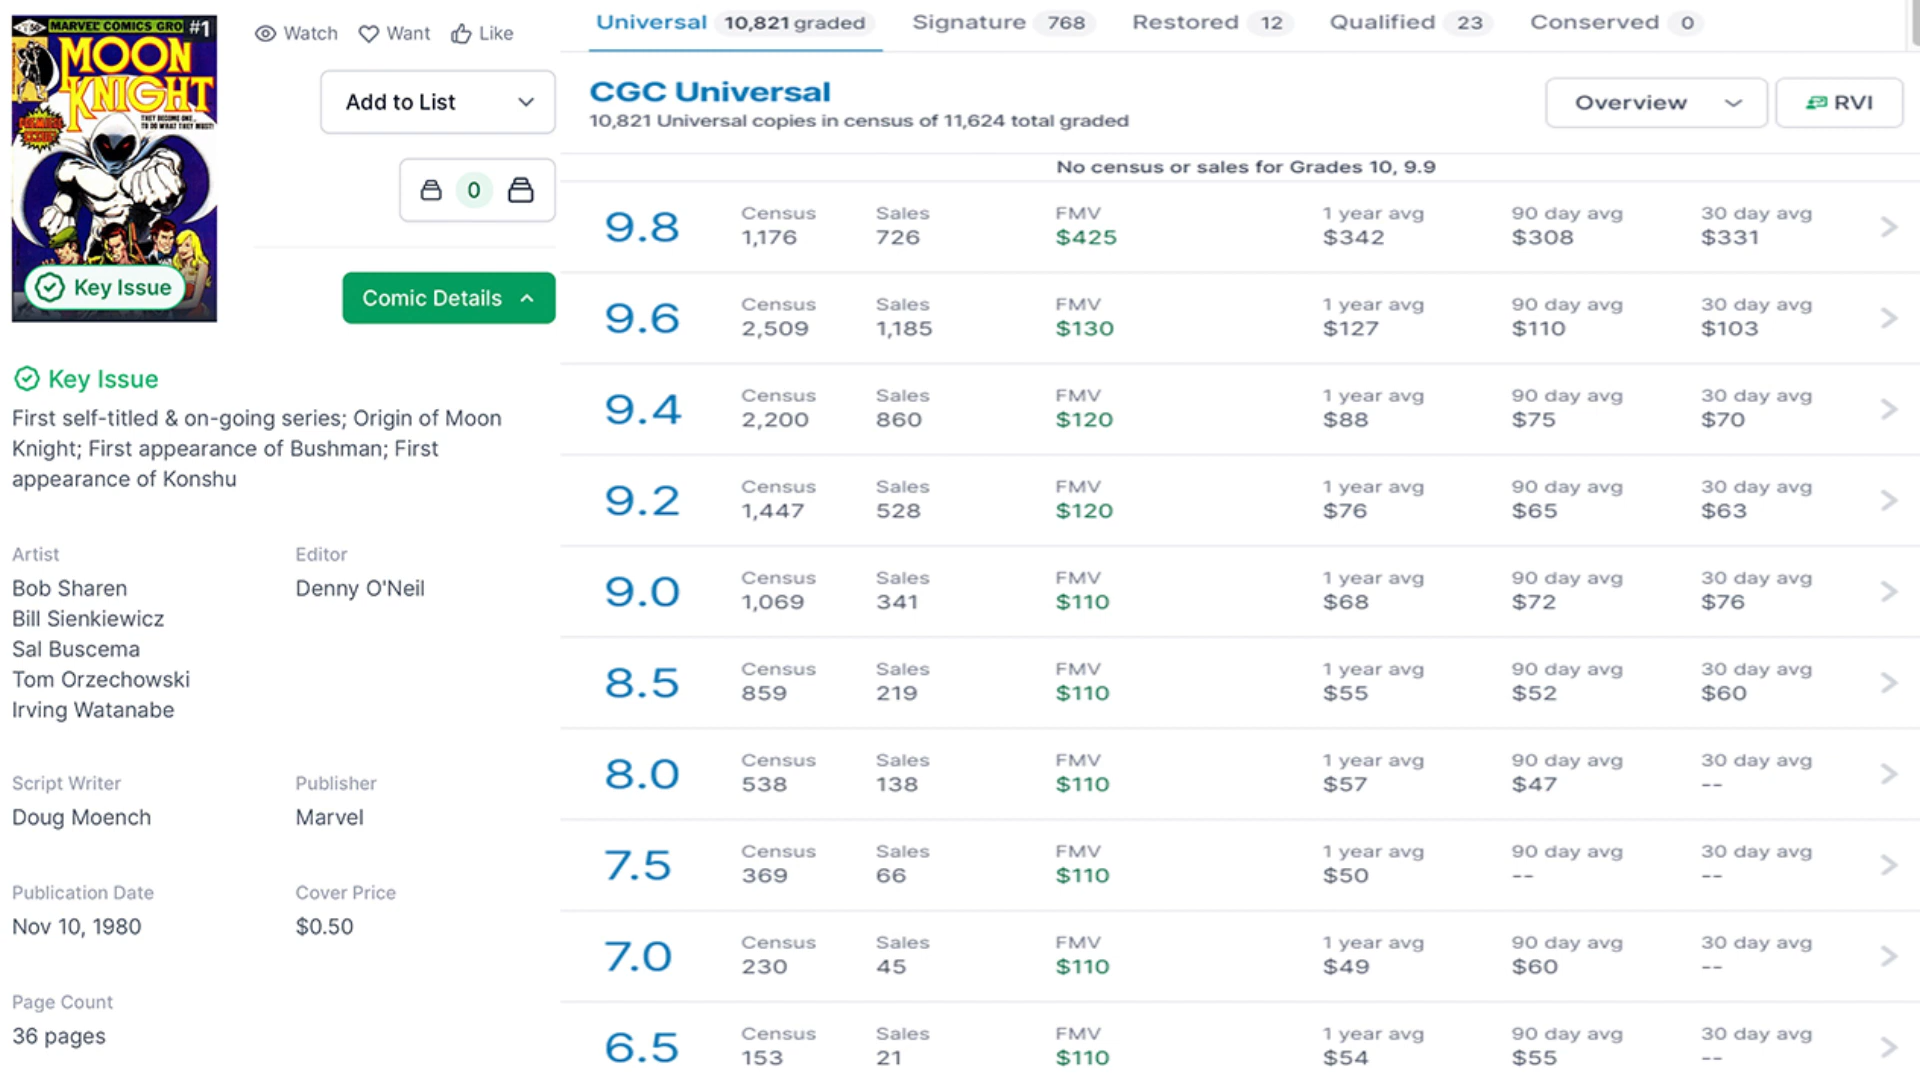 MARVEL COMICS GRO
#1
50¢
MOON
KNIGHT
THEY BECOME ONE..
TO DO WHAT THEY MUST!
PREMIERE
ISSUE!
Key Issue
Watch
Want
Like
Add to List
0
Comic Details
Key Issue
First self-titled & on-going series; Origin of Moon
Knight; First appearance of Bushman; First
appearance of Konshu
Artist
Bob Sharen
Bill Sienkiewicz
Sal Buscema
Tom Orzechowski
Irving Watanabe
Editor
Denny O'Neil
Script Writer
Doug Moench
Publisher
Marvel
Publication Date
Nov 10, 1980
Cover Price
$0.50
Page Count
36 pages
Universal 10,821 graded Signature 768 Restored 12 Qualified 23 Conserved 0
CGC Universal
10,821 Universal copies in census of 11,624 total graded
Overview
RVI
No census or sales for Grades 10, 9.9
9.8
Census Sales FMV 1 year avg 90 day avg 30 day avg
1,176 726 $425 $342 $308 $331
9.6
Census Sales FMV 1 year avg 90 day avg 30 day avg
2,509 1,185 $130 $127 $110 $103
9.4
Census Sales FMV 1 year avg 90 day avg 30 day avg
2,200 860 $120 $88 $75 $70
9.2
Census Sales FMV 1 year avg 90 day avg 30 day avg
1,447 528 $120 $76 $65 $63
9.0
Census Sales FMV 1 year avg 90 day avg 30 day avg
1,069 341 $110 $68 $72 $76
8.5
Census Sales FMV 1 year avg 90 day avg 30 day avg
859 219 $110 $55 $52 $60
8.0
Census Sales FMV 1 year avg 90 day avg 30 day avg
538 138 $110 $57 $47 --
7.5
Census Sales FMV 1 year avg 90 day avg 30 day avg
369 66 $110 $50 -- --
7.0
Census Sales FMV 1 year avg 90 day avg 30 day avg
230 45 $110 $49 $60 --
6.5
Census Sales FMV 1 year avg 90 day avg 30 day avg
153 21 $110 $54 $55 --